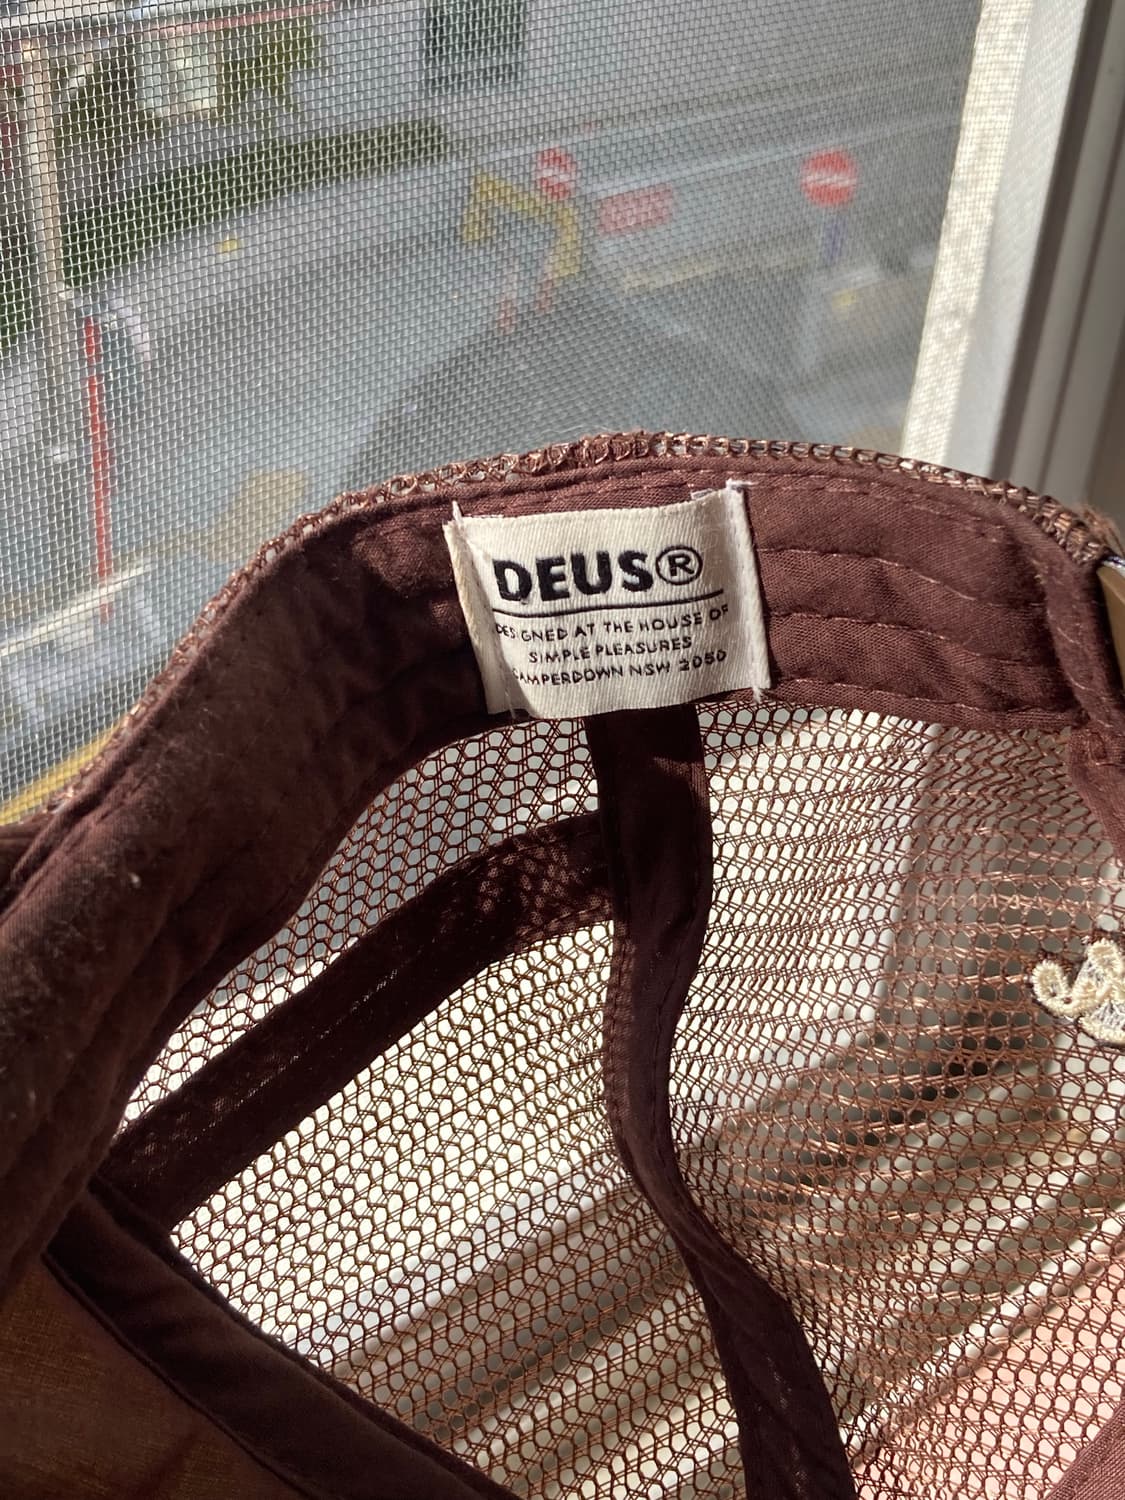 DEUS®
DESIGNED AT THE HOUSE OF
SIMPLE PLEASURES
CAMPERDOWN NSW 2050